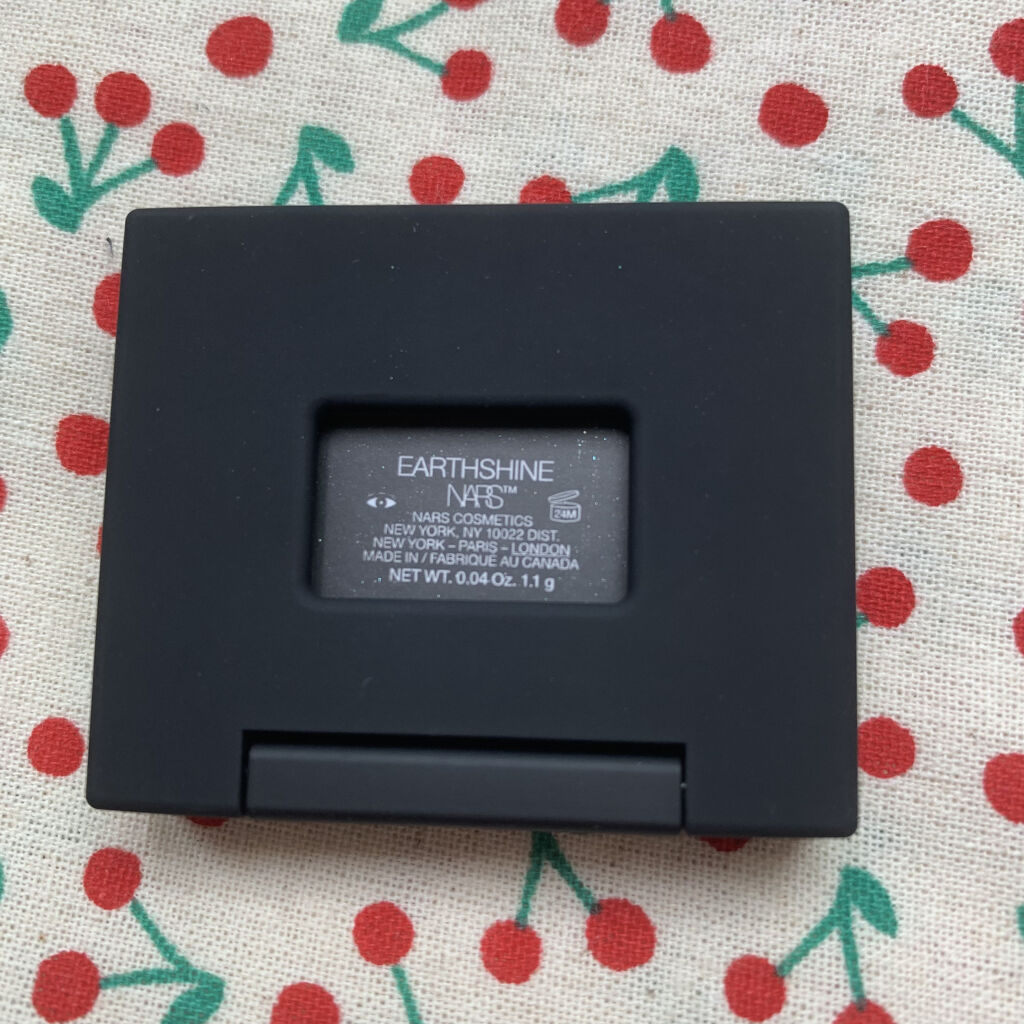 EARTHSHINE
NARS™
24M
NARS COSMETICS
NEW YORK, NY 10022 DIST.
NEW YORK – PARIS – LONDON
MADE IN / FABRIQUÉ AU CANADA
NET WT. 0.04 Oz. 1.1 g